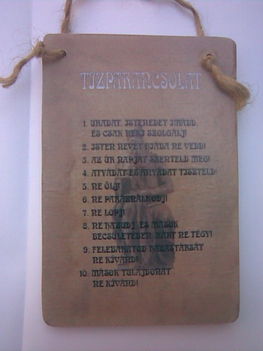 TÍZPARANCSOLAT
1. URADAT, ISTENEDET IMÁDD,
ÉS CSAK NEKI SZOLGÁLJ!
2. ISTEN NEVÉT HIÁBA NE VEDD!
3. AZ ÚR NAPJÁT SZENTELD MEG!
4. ATYÁDAT ÉS ANYÁDAT TISZTELD!
5. NE ÖLJ!
6. NE PARÁZNÁLKODJ!
7. NE LOPJ!
8. NE HAZUDJ, ÉS MÁSOK
BECSÜLETÉBEN KÁRT NE TÉGY!
9. FELEBARÁTOD HÁZASTÁRSÁT
NE KÍVÁND!
10. MÁSOK TULAJDONÁT
NE KÍVÁND!